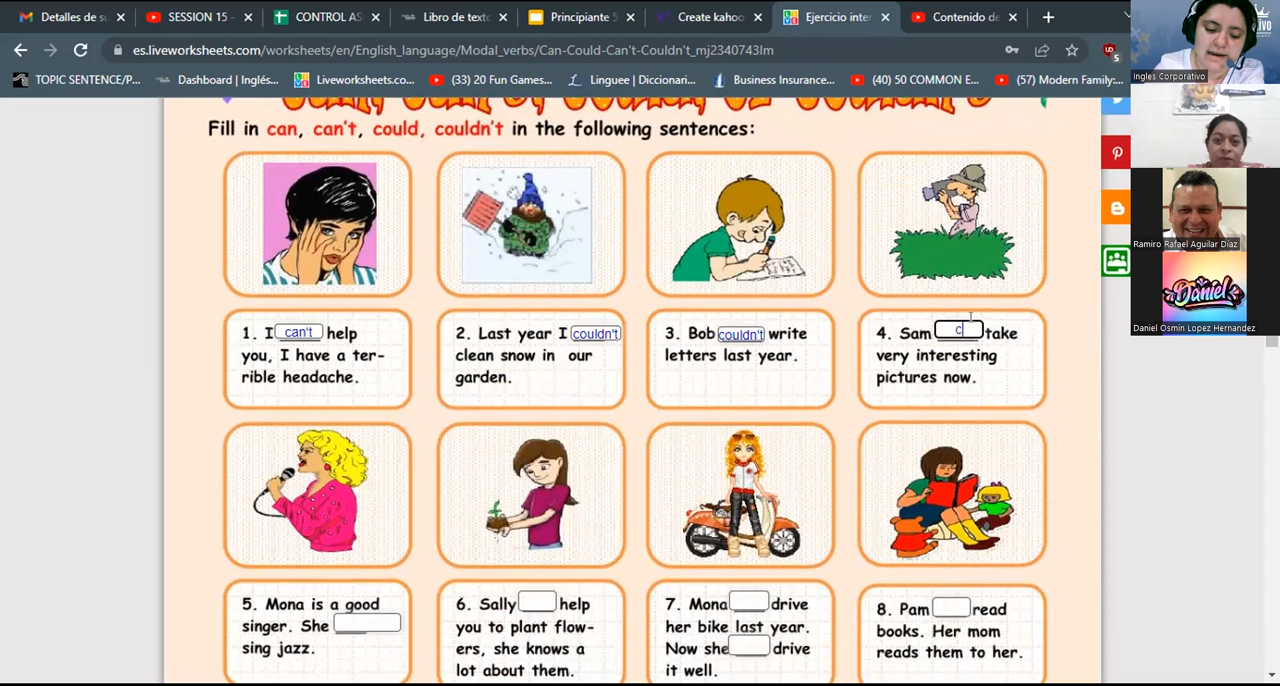 Detalles de su
SESSION 15 -
CONTROL AS
Libro de texto
Principiante 5
Create kahoo
Ejercicio inter
Contenido de
es.liveworksheets.com/worksheets/en/English_language/Modal_verbs/Can-Could-Can't-Couldn't_mj2340743lm
5
TOPIC SENTENCE/P...
Dashboard | Inglés...
Liveworksheets.co...
(33) 20 Fun Games...
Linguee | Diccionari...
Business Insurance...
(40) 50 COMMON E...
(57) Modern Family:...
Ingles Corporativo
Ramiro Rafael Aguilar Díaz
Daniel
Daniel Osmin Lopez Hernandez
Fill in can, can't, could, couldn't in the following sentences:
1. I can't help
you, I have a ter-
rible headache.
2. Last year I couldn't
clean snow in our
garden.
3. Bob couldn't write
letters last year.
4. Sam c take
very interesting
pictures now.
5. Mona is a good
singer. She
sing jazz.
6. Sally help
you to plant flow-
ers, she knows a
lot about them.
7. Mona drive
her bike last year.
Now she drive
it well.
8. Pam read
books. Her mom
reads them to her.